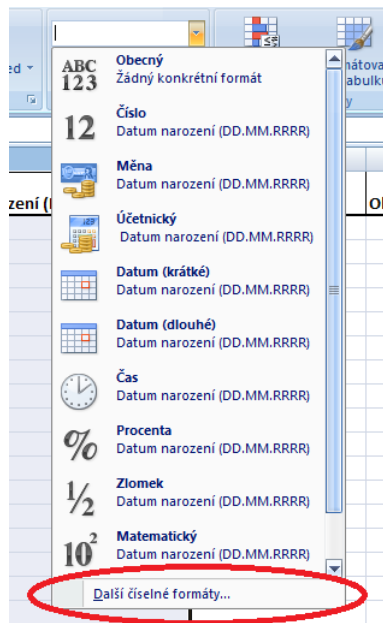 ed
ABC
123
Obecný
Žádný konkrétní formát
12
Číslo
Datum narození (DD.MM.RRRR)
Měna
Datum narození (DD.MM.RRRR)
Účetnický
Datum narození (DD.MM.RRRR)
Datum (krátké)
Datum narození (DD.MM.RRRR)
Datum (dlouhé)
Datum narození (DD.MM.RRRR)
Čas
Datum narození (DD.MM.RRRR)
%
Procenta
Datum narození (DD.MM.RRRR)
1/2
Zlomek
Datum narození (DD.MM.RRRR)
10²
Matematický
Datum narození (DD.MM.RRRR)
Další číselné formáty...
mátova
abulku
y
zení (
Ol